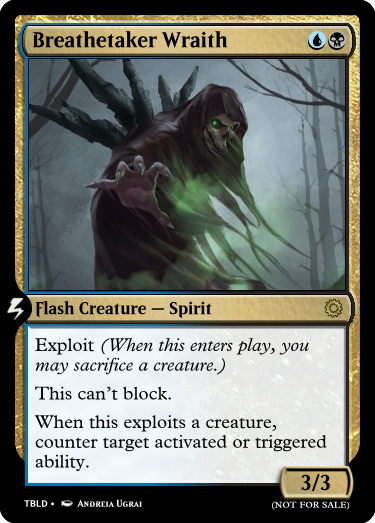 Breathetaker Wraith
Flash Creature — Spirit
Exploit (When this enters play, you
may sacrifice a creature.)
This can't block.
When this exploits a creature,
counter target activated or triggered
ability.
3/3
TBLD • Andreia Ugrai
(NOT FOR SALE)